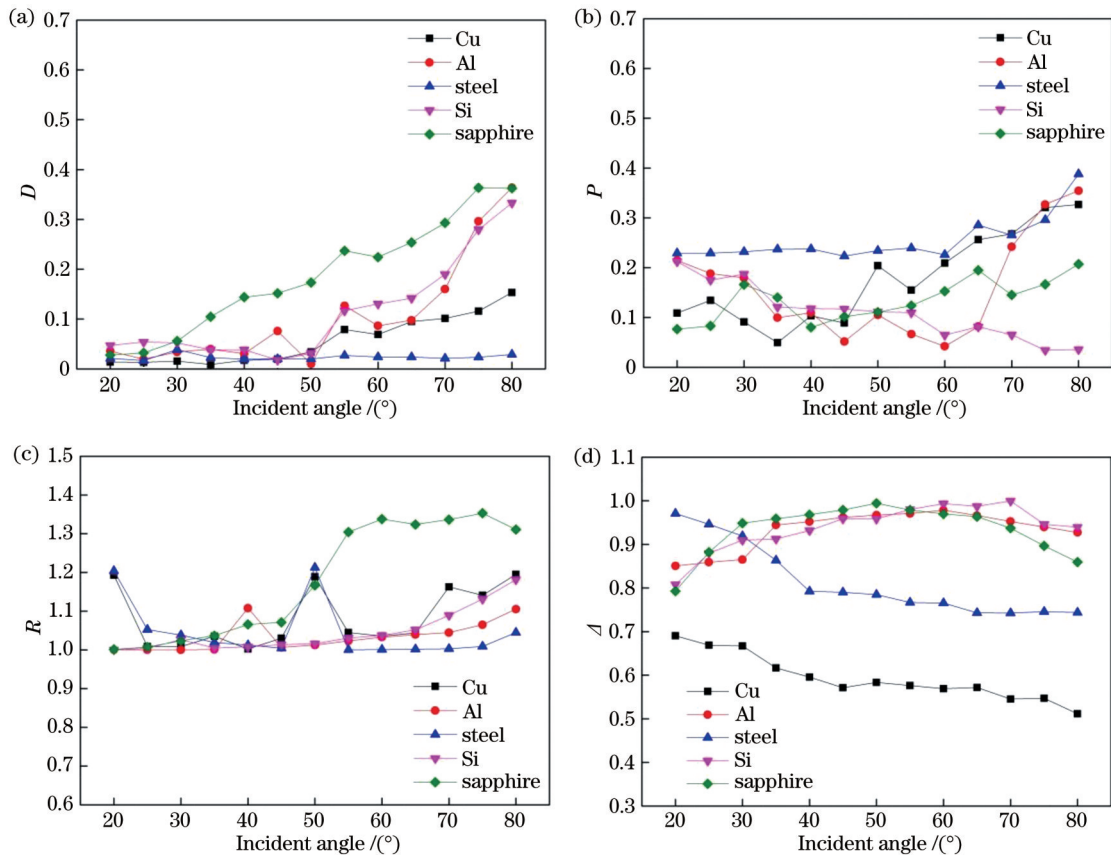 (a)
0.7
0.6
0.5
0.4
0.3
0.2
0.1
0
D
Cu
Al
steel
Si
sapphire
20 30 40 50 60 70 80
Incident angle /(°)
(b)
0.7
0.6
0.5
0.4
0.3
0.2
0.1
0
P
Cu
Al
steel
Si
sapphire
20 30 40 50 60 70 80
Incident angle /(°)
(c)
1.5
1.4
1.3
1.2
1.1
1.0
0.9
0.8
0.7
0.6
R
Cu
Al
steel
Si
sapphire
20 30 40 50 60 70 80
Incident angle /(°)
(d)
1.1
1.0
0.9
0.8
0.7
0.6
0.5
0.4
0.3
Δ
Cu
Al
steel
Si
sapphire
20 30 40 50 60 70 80
Incident angle /(°)